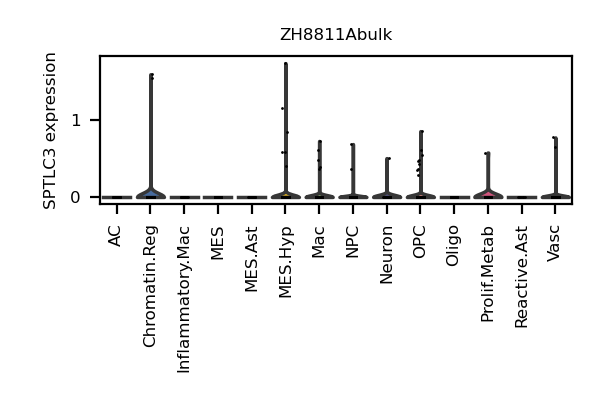 ZH8811Abulk
SPTLC3 expression
1
0
AC
Chromatin.Reg
Inflammatory.Mac
MES
MES.Ast
MES.Hyp
Mac
NPC
Neuron
OPC
Oligo
Prolif.Metab
Reactive.Ast
Vasc